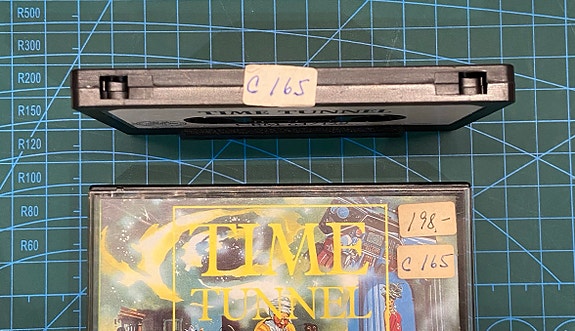 R500
R300
R200
R150
R120
R100
R80
R60
C 165
TIME TUNNEL
198,-
C 165
TIME
TUNNEL